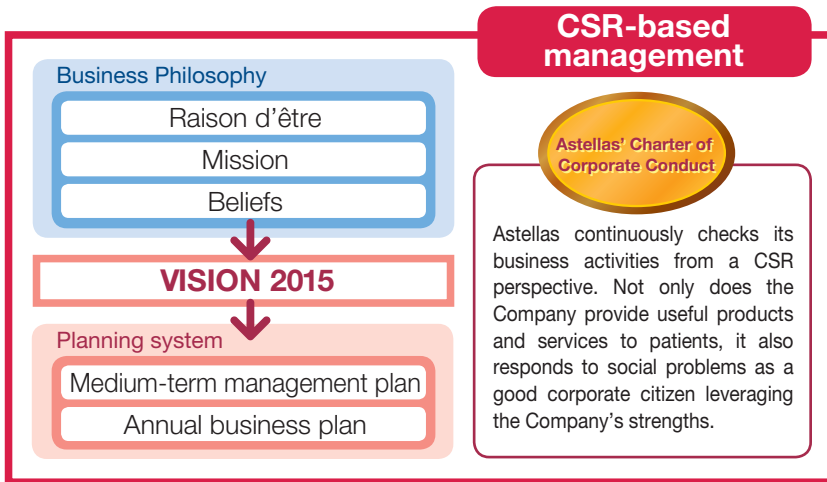 CSR-based
management
Business Philosophy
Raison d’être
Mission
Beliefs
VISION 2015
Planning system
Medium-term management plan
Annual business plan
Astellas’ Charter of
Corporate Conduct
Astellas continuously checks its
business activities from a CSR
perspective. Not only does the
Company provide useful products
and services to patients, it also
responds to social problems as a
good corporate citizen leveraging
the Company’s strengths.